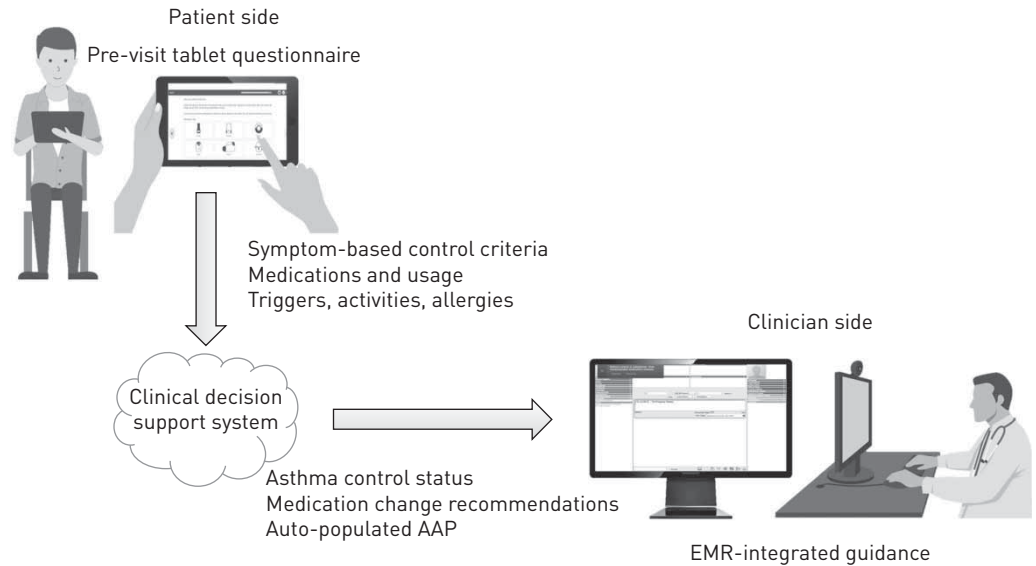 Patient side
Pre-visit tablet questionnaire
Symptom-based control criteria
Medications and usage
Triggers, activities, allergies
Clinician side
Clinical decision
support system
Asthma control status
Medication change recommendations
Auto-populated AAP
EMR-integrated guidance